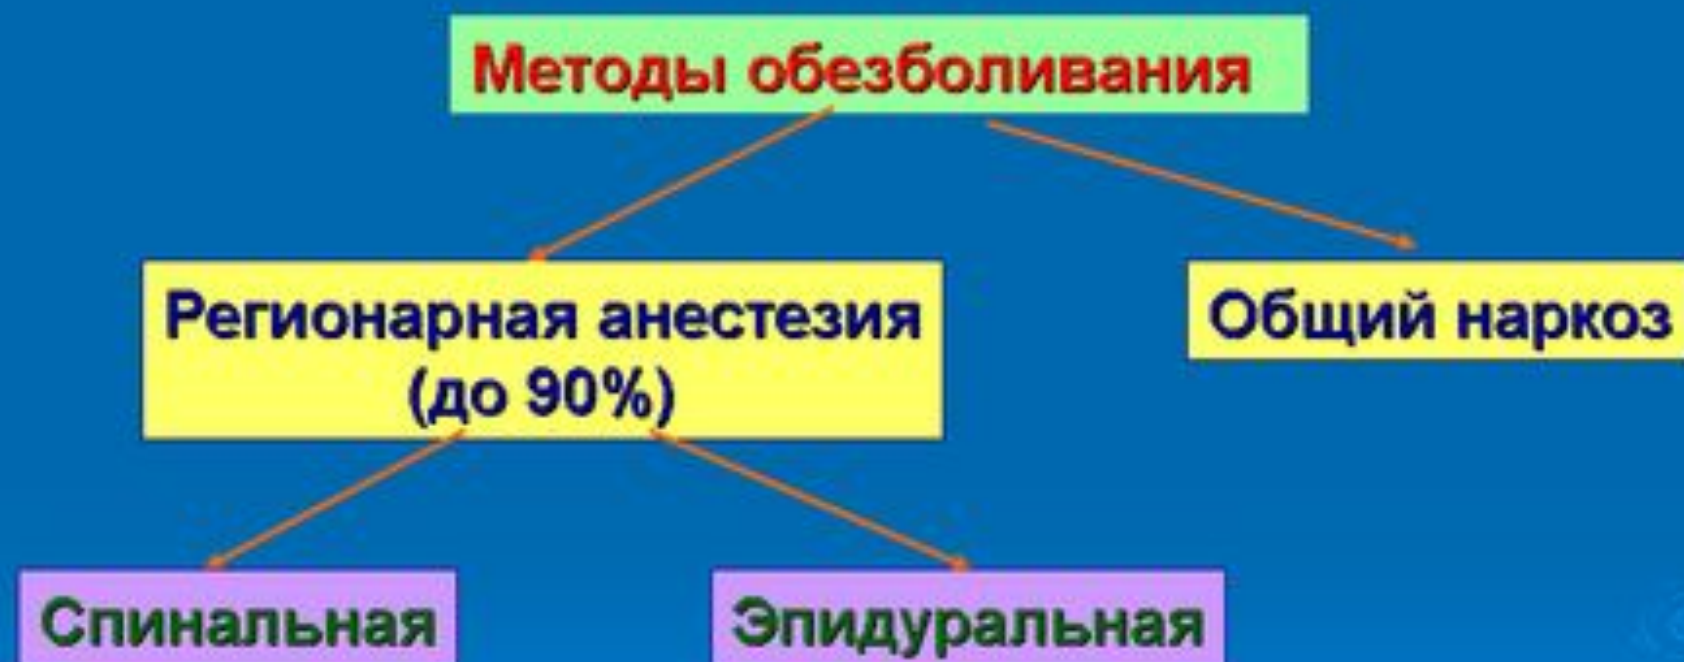 Методы обезболивания
Регионарная анестезия
(до 90%)
Общий наркоз
Спинальная
Эпидуральная